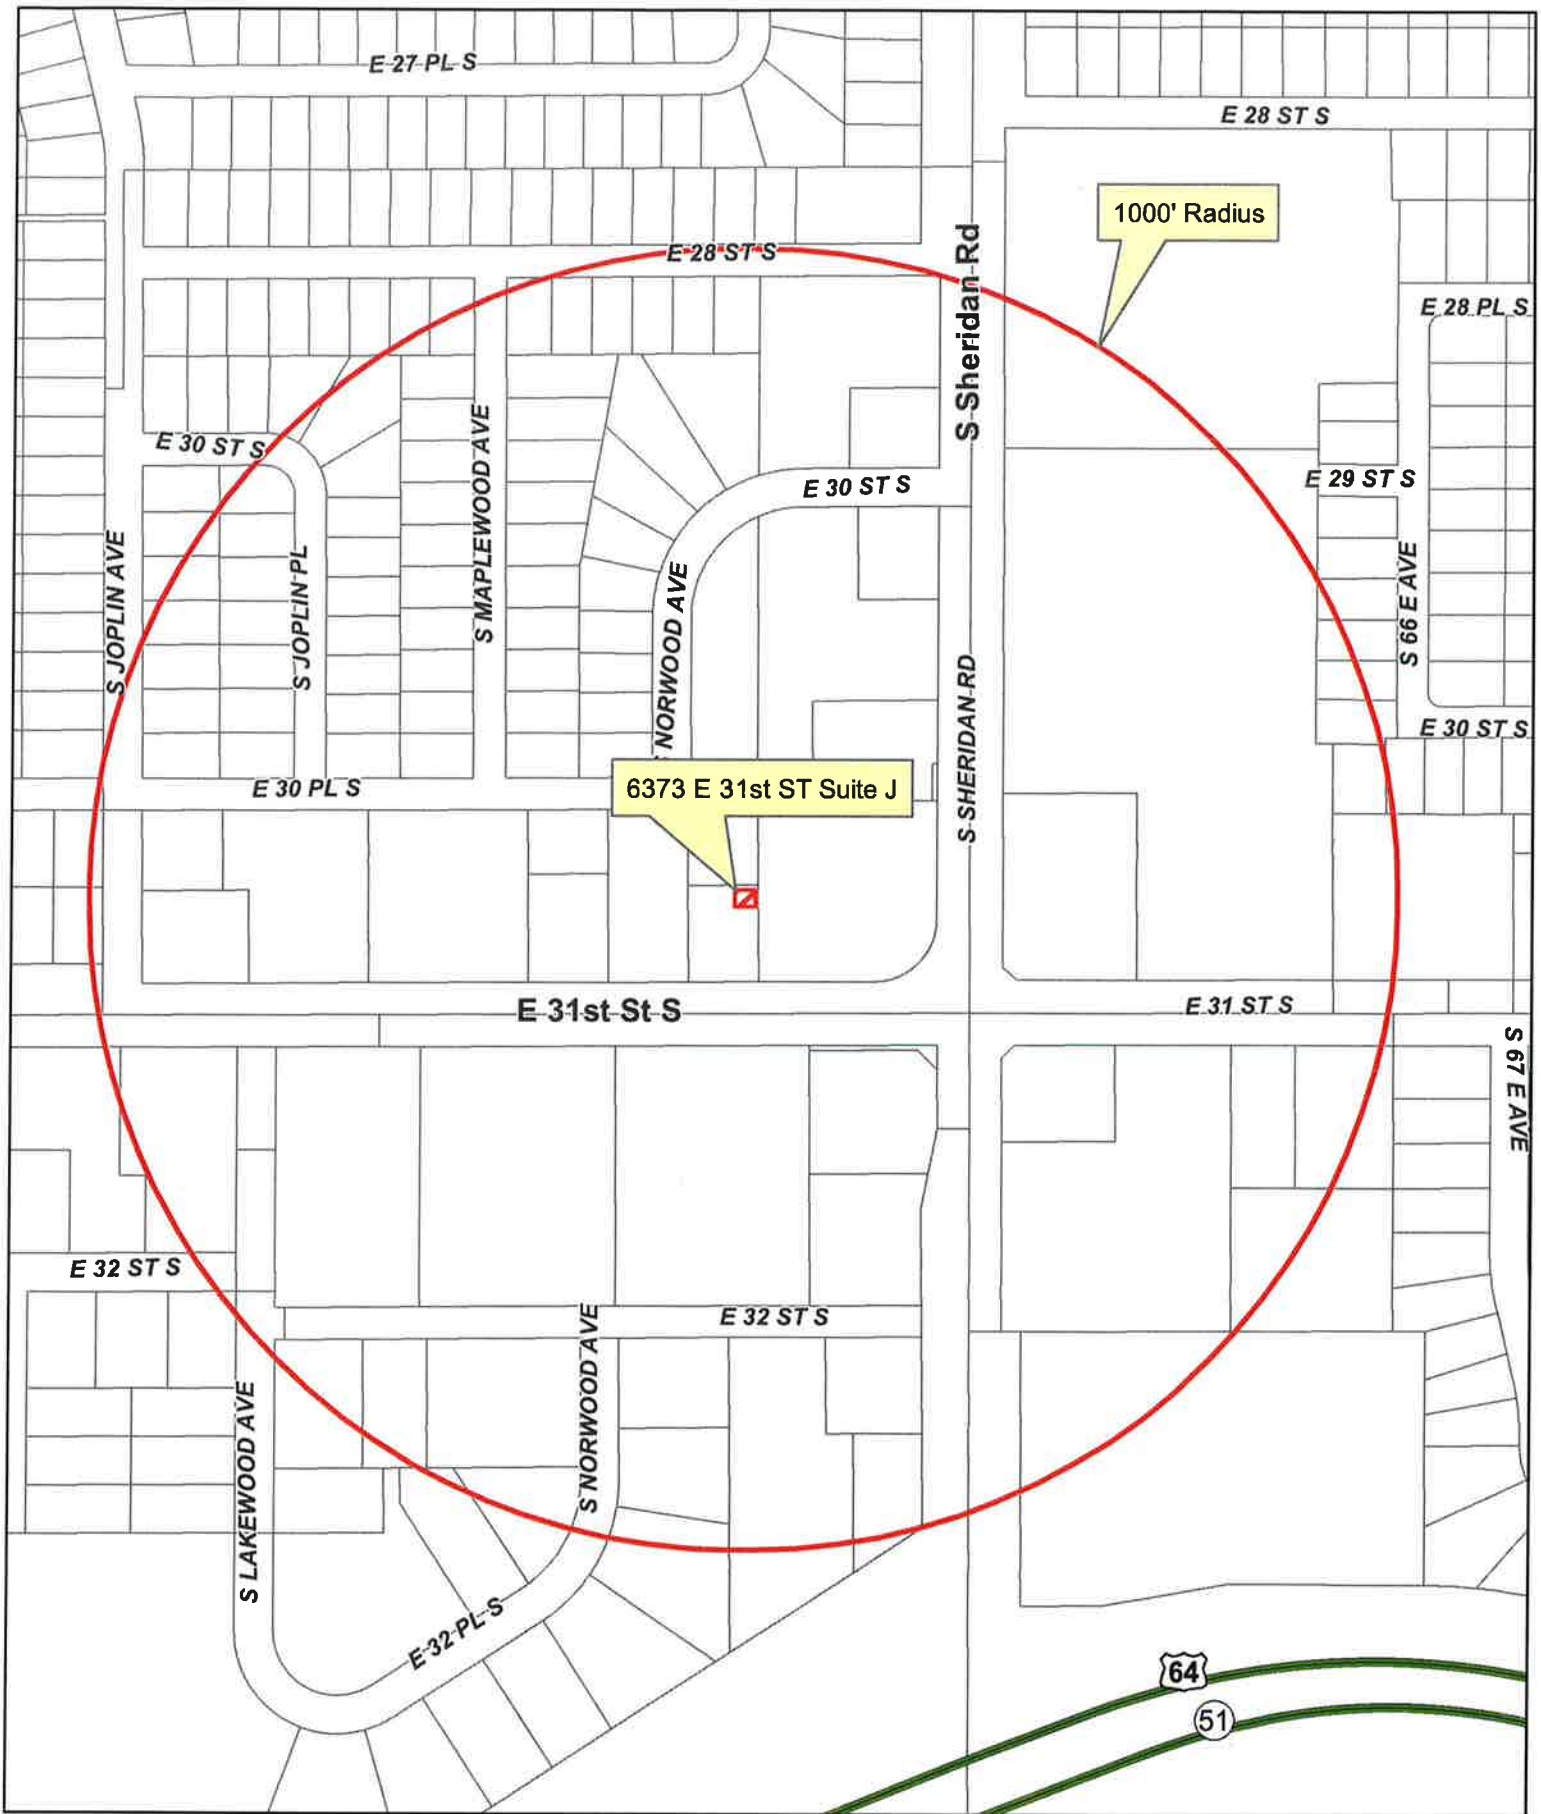 E 27 PL S
E 28 ST S
1000' Radius
E 28 ST S
S Sheridan Rd
E 28 PL S
E 30 ST S
S MAPLEWOOD AVE
E 30 ST S
E 29 ST S
S JOPLIN AVE
S JOPLIN PL
S NORWOOD AVE
S SHERIDAN RD
S 66 E AVE
E 30 ST S
E 30 PL S
6373 E 31st ST Suite J
E 31st St S
E 31 ST S
S 67 E AVE
E 32 ST S
E 32 ST S
S NORWOOD AVE
S LAKEWOOD AVE
E 32 PL S
64
51